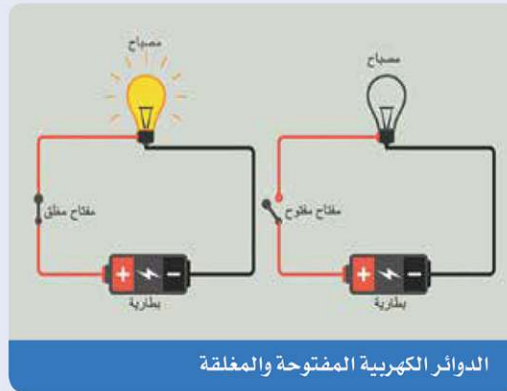 مصباح
مصباح
مفتاح مفتوح
مفتاح مغلق
+
-
+
-
بطارية
بطارية
الدوائر الكهربية المفتوحة والمغلقة